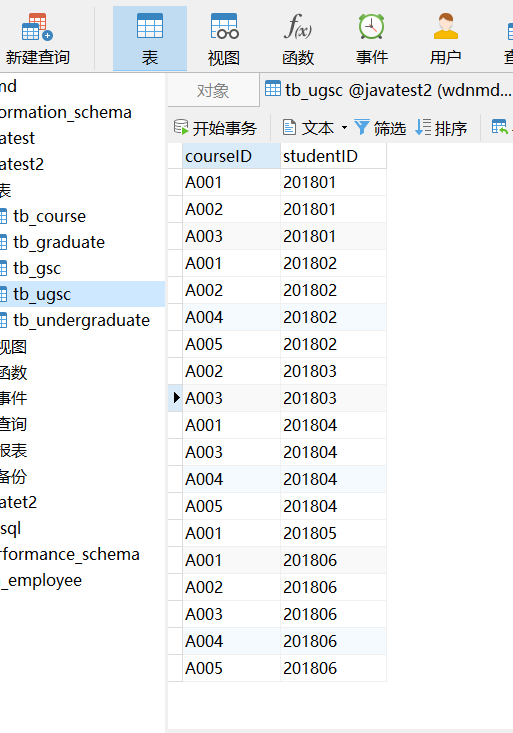 新建查询 表 视图 函数 事件 用户
f(x)
md
ormation_schema
atest
atest2
表
tb_course
tb_graduate
tb_gsc
tb_ugsc
tb_undergraduate
视图
函数
事件
查询
报表
备份
vatet2
sql
rformance_schema
_employee
对象 tb_ugsc @javatest2 (wdnmd...
开始事务 文本 筛选 排序
courseID studentID
A001 201801
A002 201801
A003 201801
A001 201802
A002 201802
A004 201802
A005 201802
A002 201803
A003 201803
A001 201804
A003 201804
A004 201804
A005 201804
A001 201805
A001 201806
A002 201806
A003 201806
A004 201806
A005 201806